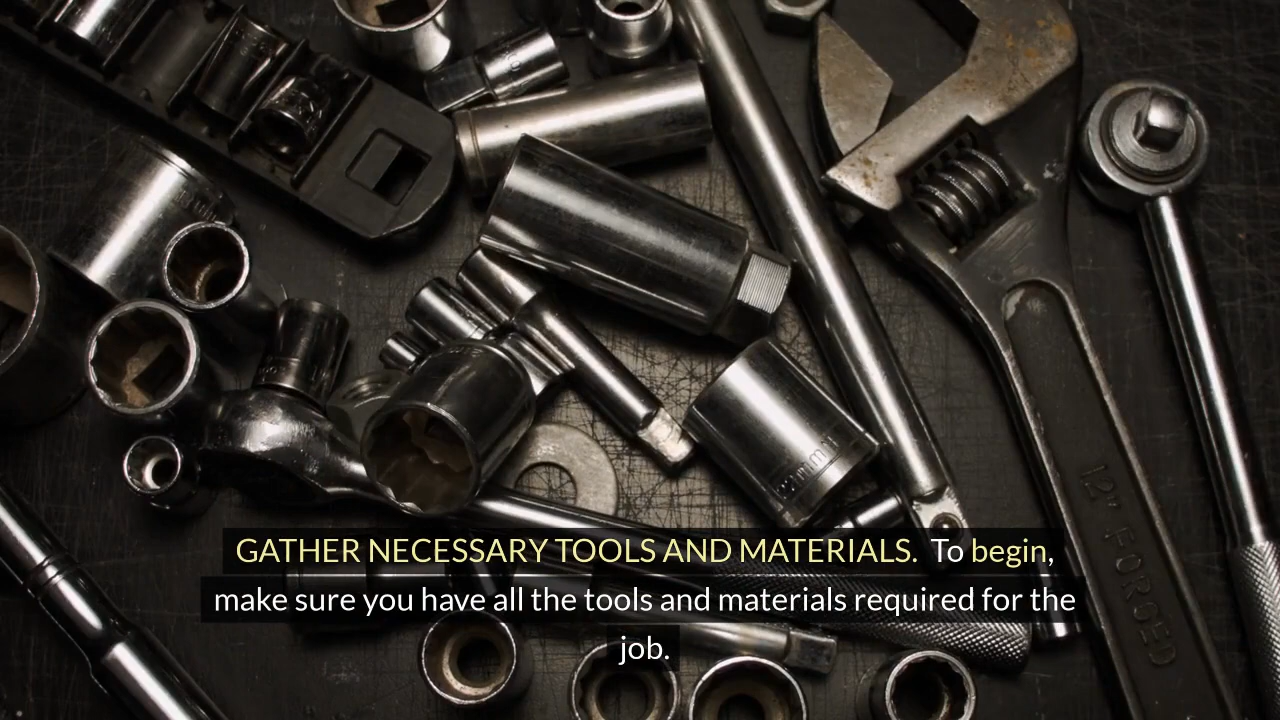 GATHER NECESSARY TOOLS AND MATERIALS. To begin,
make sure you have all the tools and materials required for the
job.
12" FORGED